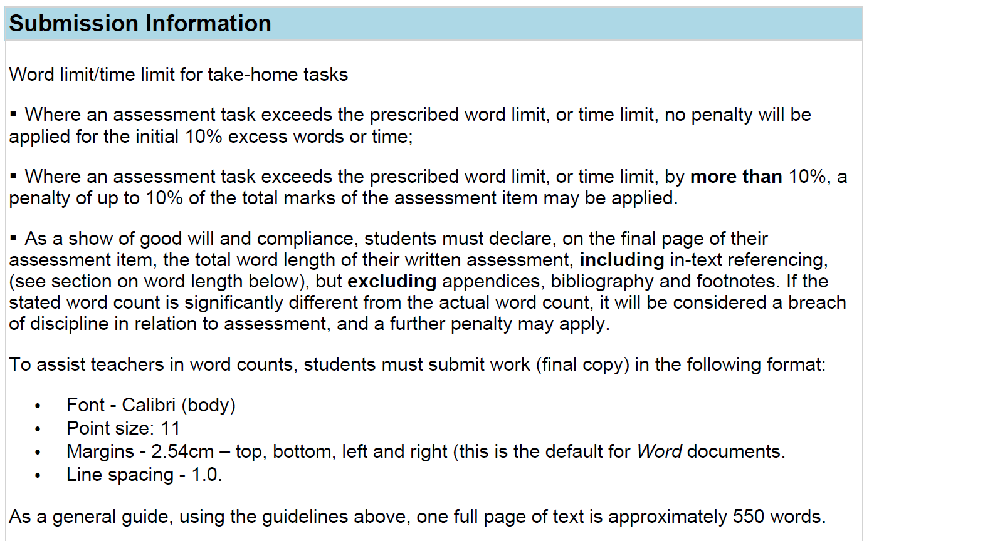 Submission Information
Word limit/time limit for take-home tasks
▪ Where an assessment task exceeds the prescribed word limit, or time limit, no penalty will be
applied for the initial 10% excess words or time;
▪ Where an assessment task exceeds the prescribed word limit, or time limit, by more than 10%, a
penalty of up to 10% of the total marks of the assessment item may be applied.
▪ As a show of good will and compliance, students must declare, on the final page of their
assessment item, the total word length of their written assessment, including in-text referencing,
(see section on word length below), but excluding appendices, bibliography and footnotes. If the
stated word count is significantly different from the actual word count, it will be considered a breach
of discipline in relation to assessment, and a further penalty may apply.
To assist teachers in word counts, students must submit work (final copy) in the following format:
• Font - Calibri (body)
• Point size: 11
• Margins - 2.54cm – top, bottom, left and right (this is the default for Word documents.
• Line spacing - 1.0.
As a general guide, using the guidelines above, one full page of text is approximately 550 words.